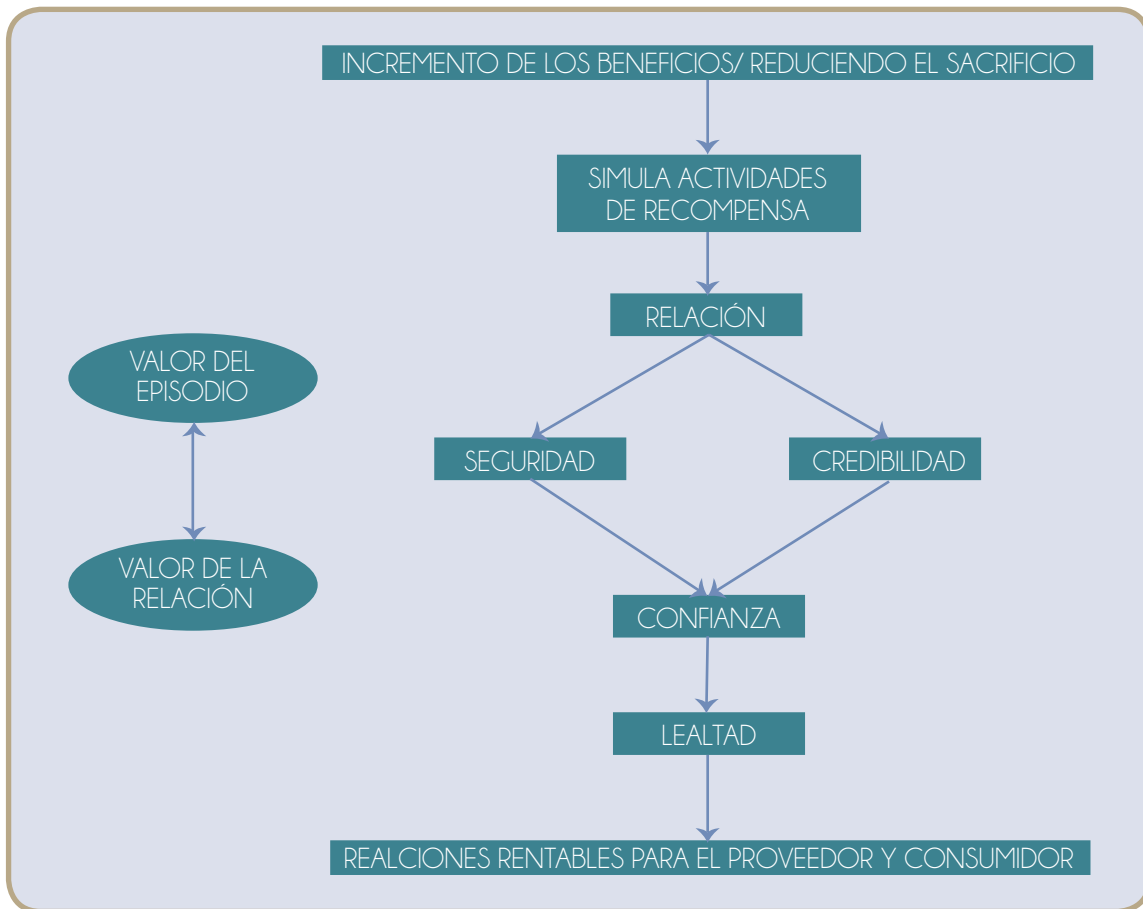 INCREMENTO DE LOS BENEFICIOS/ REDUCIENDO EL SACRIFICIO
SIMULA ACTIVIDADES
DE RECOMPENSA
RELACIÓN
VALOR DEL
EPISODIO
SEGURIDAD
CREDIBILIDAD
VALOR DE LA
RELACIÓN
CONFIANZA
LEALTAD
REALCIONES RENTABLES PARA EL PROVEEDOR Y CONSUMIDOR